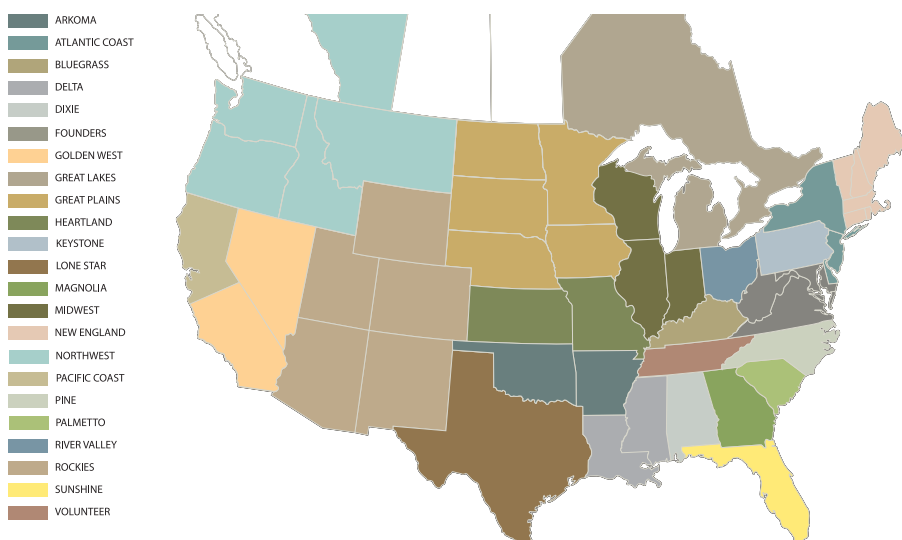 ARKOMA
ATLANTIC COAST
BLUEGRASS
DELTA
DIXIE
FOUNDERS
GOLDEN WEST
GREAT LAKES
GREAT PLAINS
HEARTLAND
KEYSTONE
LONE STAR
MAGNOLIA
MIDWEST
NEW ENGLAND
NORTHWEST
PACIFIC COAST
PINE
PALMETTO
RIVER VALLEY
ROCKIES
SUNSHINE
VOLUNTEER